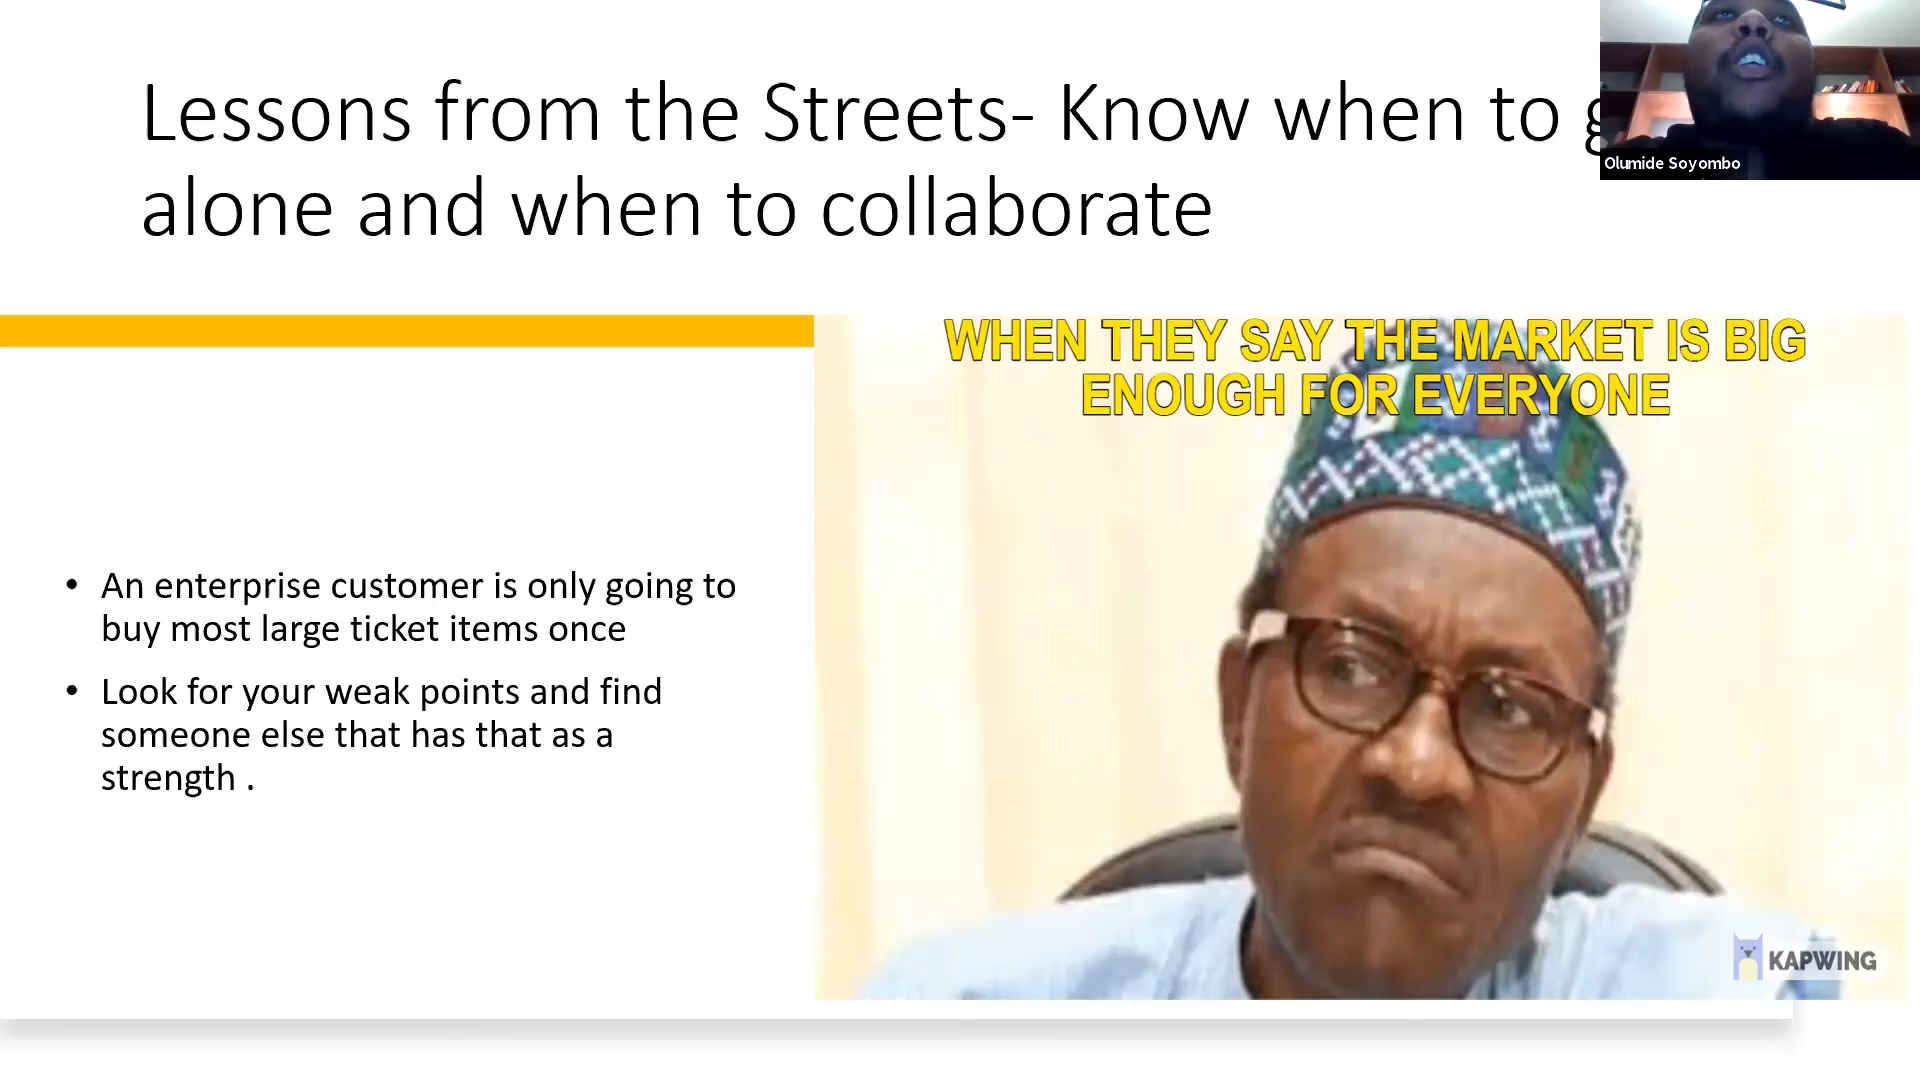 Lessons from the Streets- Know when to
alone and when to collaborate
Olumide Soyombo
WHEN THEY SAY THE MARKET IS BIG
ENOUGH FOR EVERYONE
• An enterprise customer is only going to
buy most large ticket items once
• Look for your weak points and find
someone else that has that as a
strength .
KAPWING